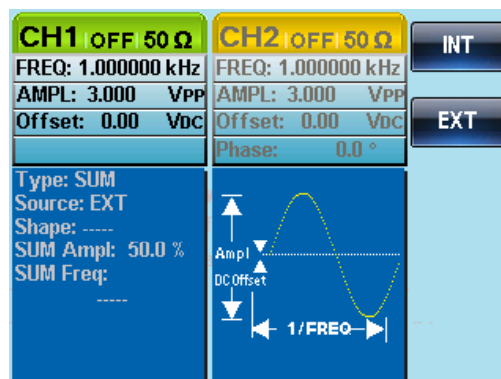 CH1 OFF 50 Ω
FREQ: 1.000000 kHz
AMPL: 3.000 VPP
Offset: 0.00 VDC
Type: SUM
Source: EXT
Shape: -----
SUM Ampl: 50.0 %
SUM Freq:
-----
CH2 OFF 50 Ω
FREQ: 1.000000 kHz
AMPL: 3.000 VPP
Offset: 0.00 VDC
Phase: 0.0 °
Ampl
DC Offset
1/FREQ
INT
EXT